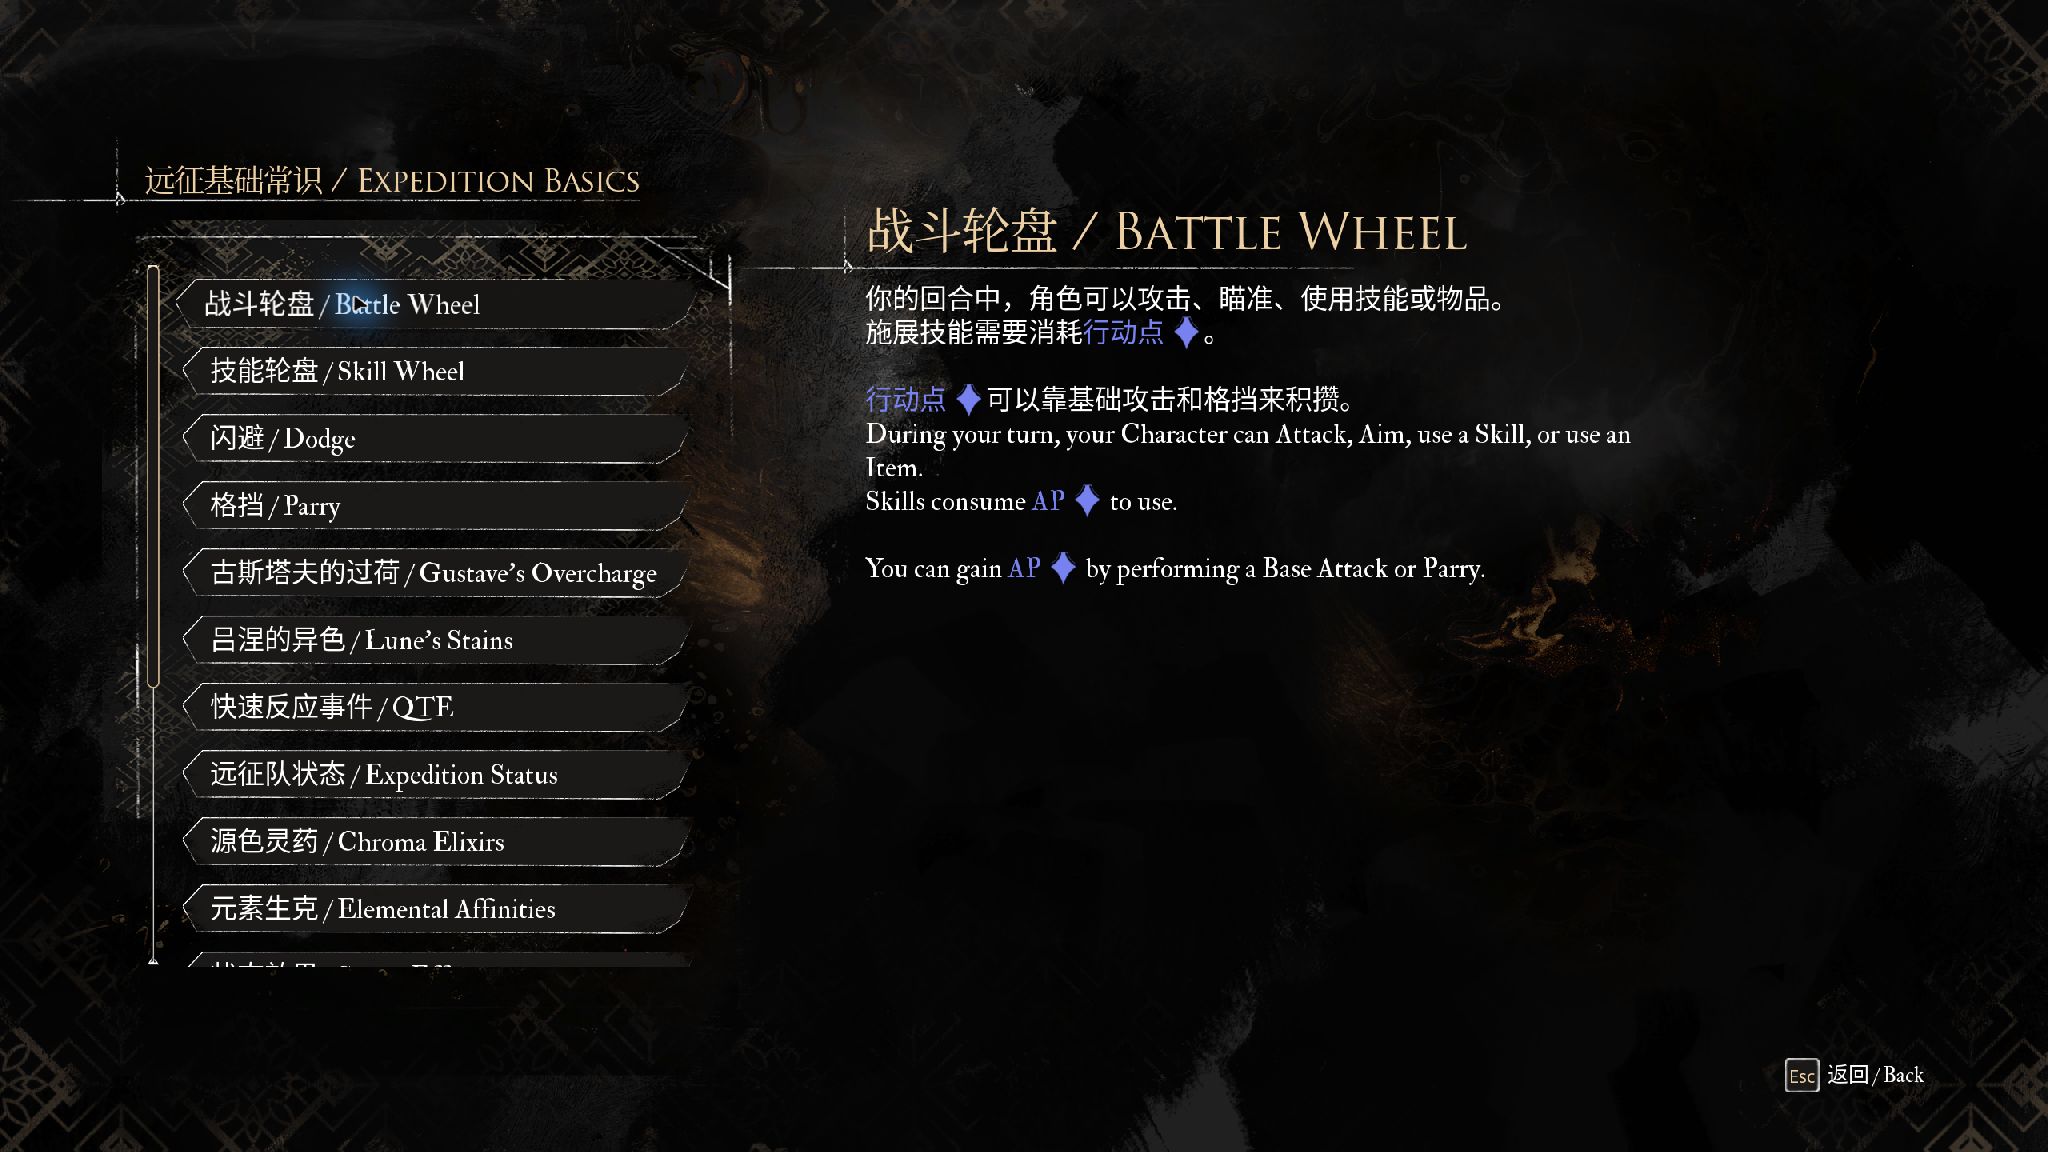 远征基础常识 / EXPEDITION BASICS
战斗轮盘 / Battle Wheel
技能轮盘 / Skill Wheel
闪避 / Dodge
格挡 / Parry
古斯塔夫的过荷 / Gustave's Overcharge
吕涅的异色 / Lune's Stains
快速反应事件 / QTE
远征队状态 / Expedition Status
源色灵药 / Chroma Elixirs
元素生克 / Elemental Affinities
战斗轮盘 / BATTLE WHEEL
你的回合中，角色可以攻击、瞄准、使用技能或物品。
施展技能需要消耗行动点 。
行动点 可以靠基础攻击和格挡来积攒。
During your turn, your Character can Attack, Aim, use a Skill, or use an
Item.
Skills consume AP to use.
You can gain AP by performing a Base Attack or Parry.
Esc 返回 / Back